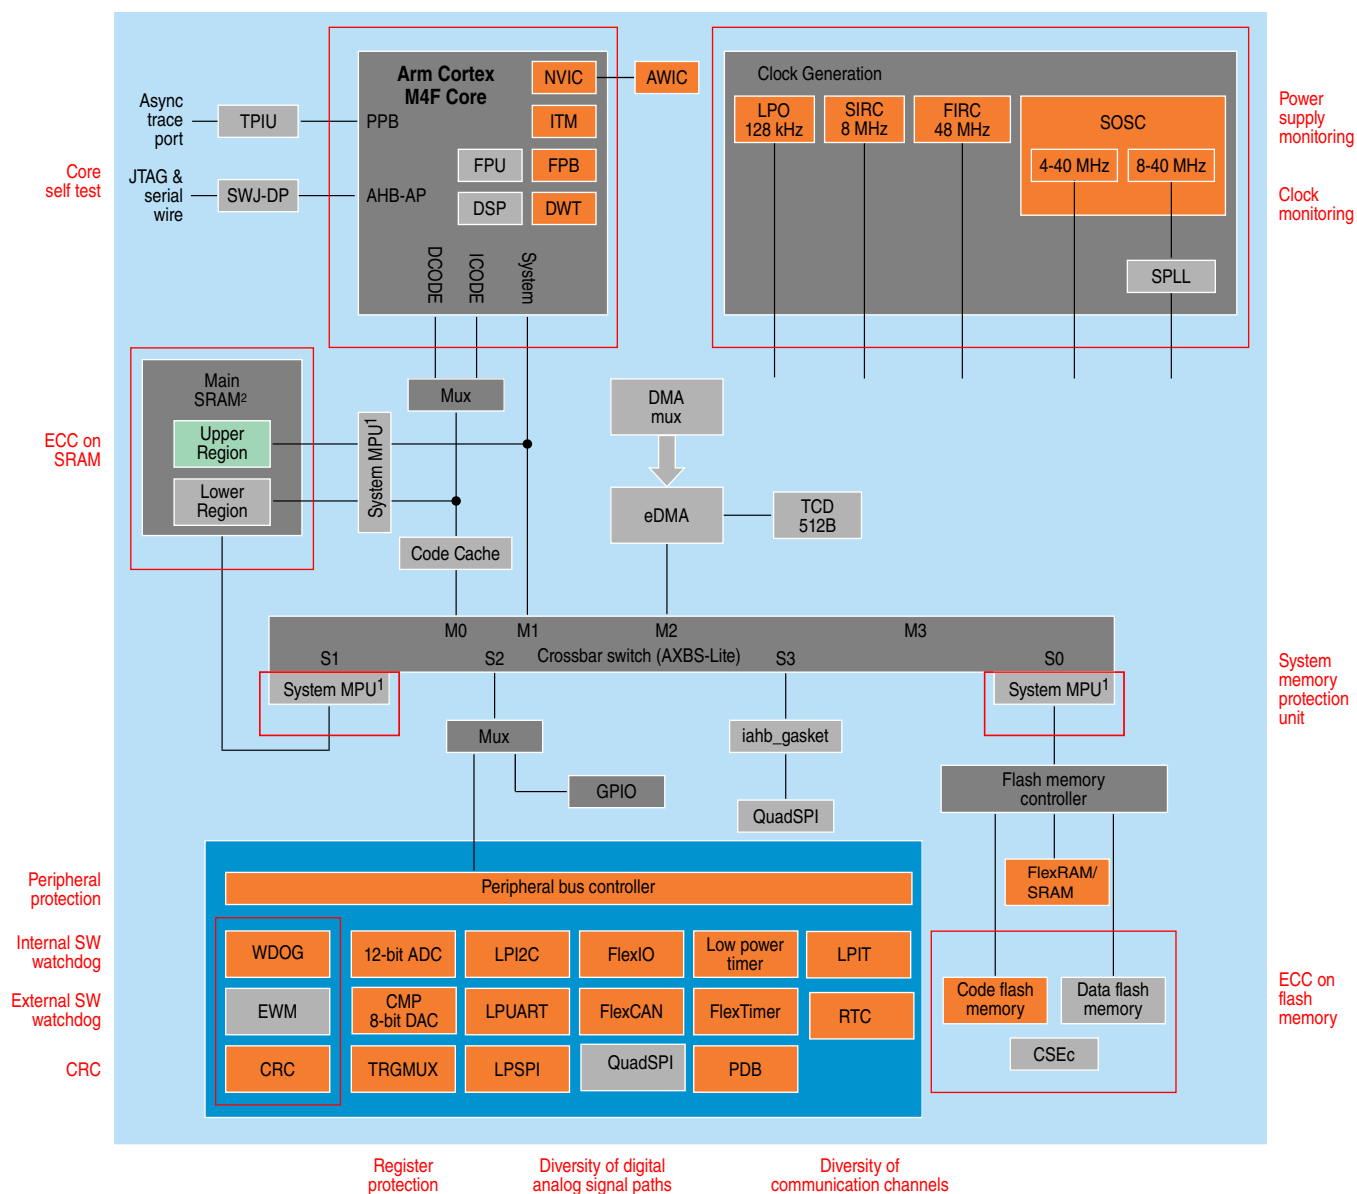 Arm Cortex
M4F Core
NVIC
AWIC
ITM
FPU
FPB
DSP
DWT
PPB
AHB-AP
DCODE
ICODE
System
Async
trace
port
TPIU
JTAG &
serial
wire
SWJ-DP
Core
self test
Clock Generation
LPO
128 kHz
SIRC
8 MHz
FIRC
48 MHz
SOSC
4-40 MHz
8-40 MHz
SPLL
Power
supply
monitoring
Clock
monitoring
Main
SRAM2
Upper
Region
Lower
Region
ECC on
SRAM
System MPU1
Mux
Code Cache
DMA
mux
eDMA
TCD
512B
M0
M1
M2
M3
Crossbar switch (AXBS-Lite)
S1
S2
S3
S0
System MPU1
System MPU1
System
memory
protection
unit
Mux
GPIO
iahb_gasket
QuadSPI
Flash memory
controller
FlexRAM/
SRAM
Peripheral
protection
Peripheral bus controller
Internal SW
watchdog
WDOG
12-bit ADC
LPI2C
FlexIO
Low power
timer
LPIT
External SW
watchdog
EWM
CMP
8-bit DAC
LPUART
FlexCAN
FlexTimer
RTC
CRC
CRC
TRGMUX
LPSPI
QuadSPI
PDB
Code flash
memory
Data flash
memory
CSEc
ECC on
flash
memory
Register
protection
Diversity of digital
analog signal paths
Diversity of
communication channels